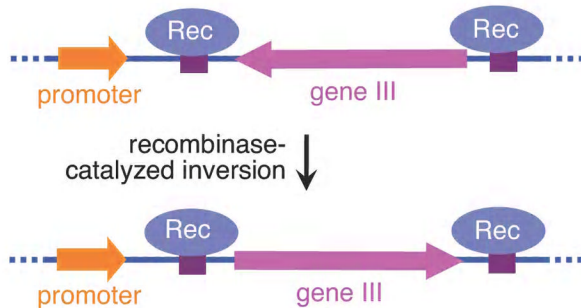 Rec Rec
promoter gene III
recombinase-
catalyzed inversion
Rec Rec
promoter gene III